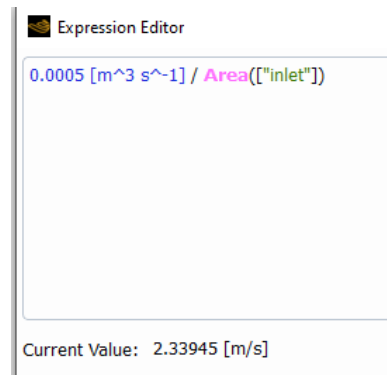 Expression Editor
0.0005 [m^3 s^-1] / Area(["inlet"])
Current Value: 2.33945 [m/s]